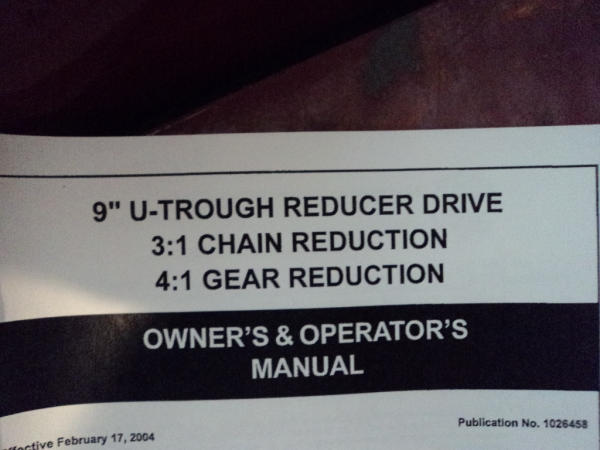 9" U-TROUGH REDUCER DRIVE
3:1 CHAIN REDUCTION
4:1 GEAR REDUCTION
OWNER'S & OPERATOR'S
MANUAL
Effective February 17, 2004
Publication No. 1026458